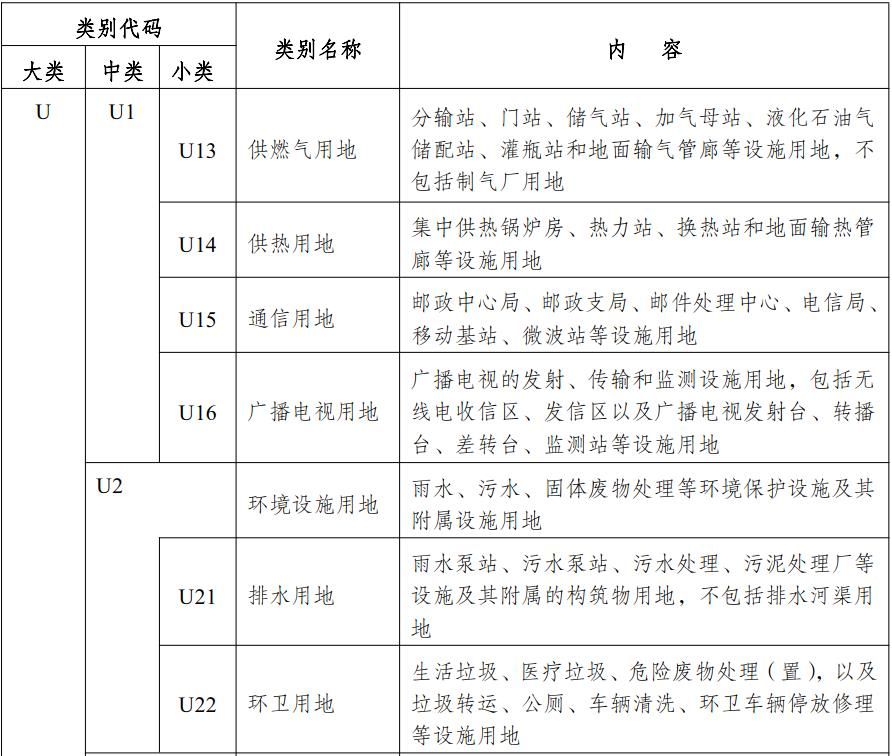 类别代码
类别名称
内 容
大类
中类
小类
U
U1
U13
供燃气用地
分输站、门站、储气站、加气母站、液化石油气
储配站、灌瓶站和地面输气管廊等设施用地，不
包括制气厂用地
U14
供热用地
集中供热锅炉房、热力站、换热站和地面输热管
廊等设施用地
U15
通信用地
邮政中心局、邮政支局、邮件处理中心、电信局、
移动基站、微波站等设施用地
U16
广播电视用地
广播电视的发射、传输和监测设施用地，包括无
线电收信区、发信区以及广播电视发射台、转播
台、差转台、监测站等设施用地
U2
环境设施用地
雨水、污水、固体废物处理等环境保护设施及其
附属设施用地
U21
排水用地
雨水泵站、污水泵站、污水处理、污泥处理厂等
设施及其附属的构筑物用地，不包括排水河渠用
地
U22
环卫用地
生活垃圾、医疗垃圾、危险废物处理（置），以及
垃圾转运、公厕、车辆清洗、环卫车辆停放修理
等设施用地